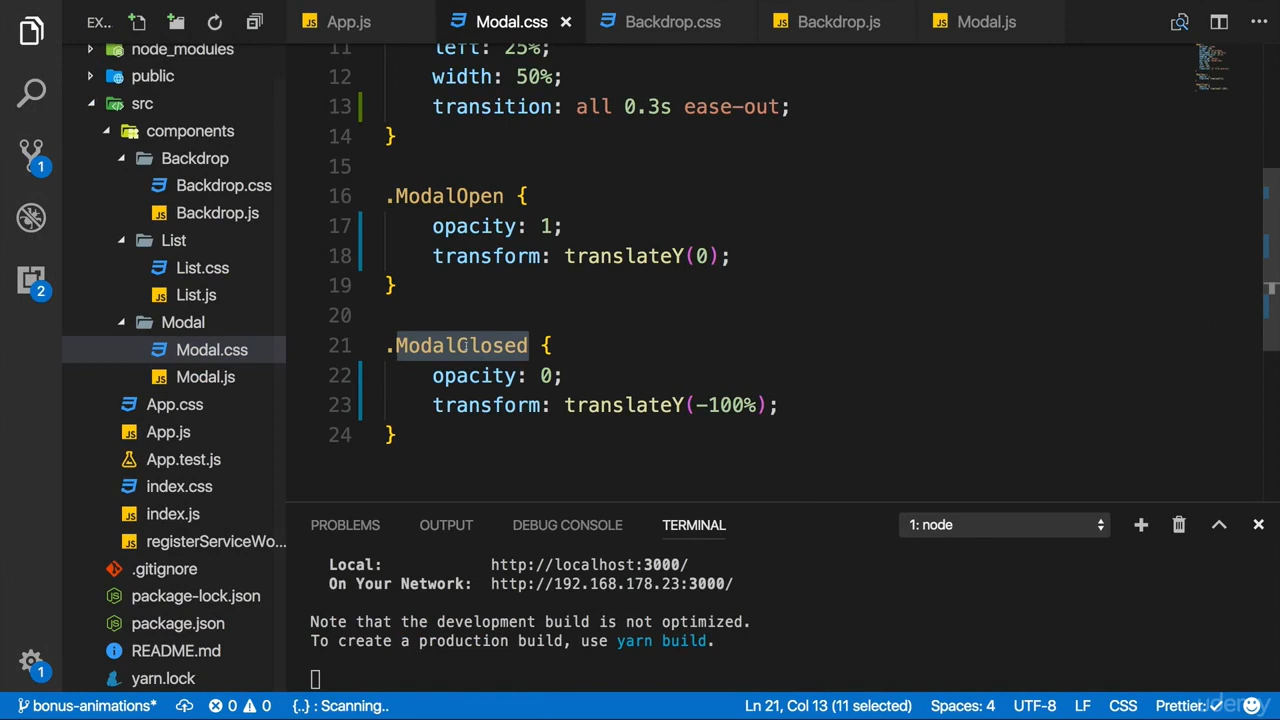 EX...
App.js
Modal.css
Backdrop.css
Backdrop.js
Modal.js
node_modules
public
src
components
Backdrop
Backdrop.css
Backdrop.js
List
List.css
List.js
Modal
Modal.css
Modal.js
App.css
App.js
App.test.js
index.css
index.js
registerServiceWo...
.gitignore
package-lock.json
package.json
README.md
yarn.lock
1
2
1
11 left: 25%;
12 width: 50%;
13 transition: all 0.3s ease-out;
14 }
15
16 .ModalOpen {
17 opacity: 1;
18 transform: translateY(0);
19 }
20
21 .ModalClosed {
22 opacity: 0;
23 transform: translateY(-100%);
24 }
PROBLEMS OUTPUT DEBUG CONSOLE TERMINAL 1: node
Local: http://localhost:3000/
On Your Network: http://192.168.178.23:3000/
Note that the development build is not optimized.
To create a production build, use yarn build.
bonus-animations* 0 0 {..} : Scanning.. Ln 21, Col 13 (11 selected) Spaces: 4 UTF-8 LF CSS Prettier: ✓
udemy